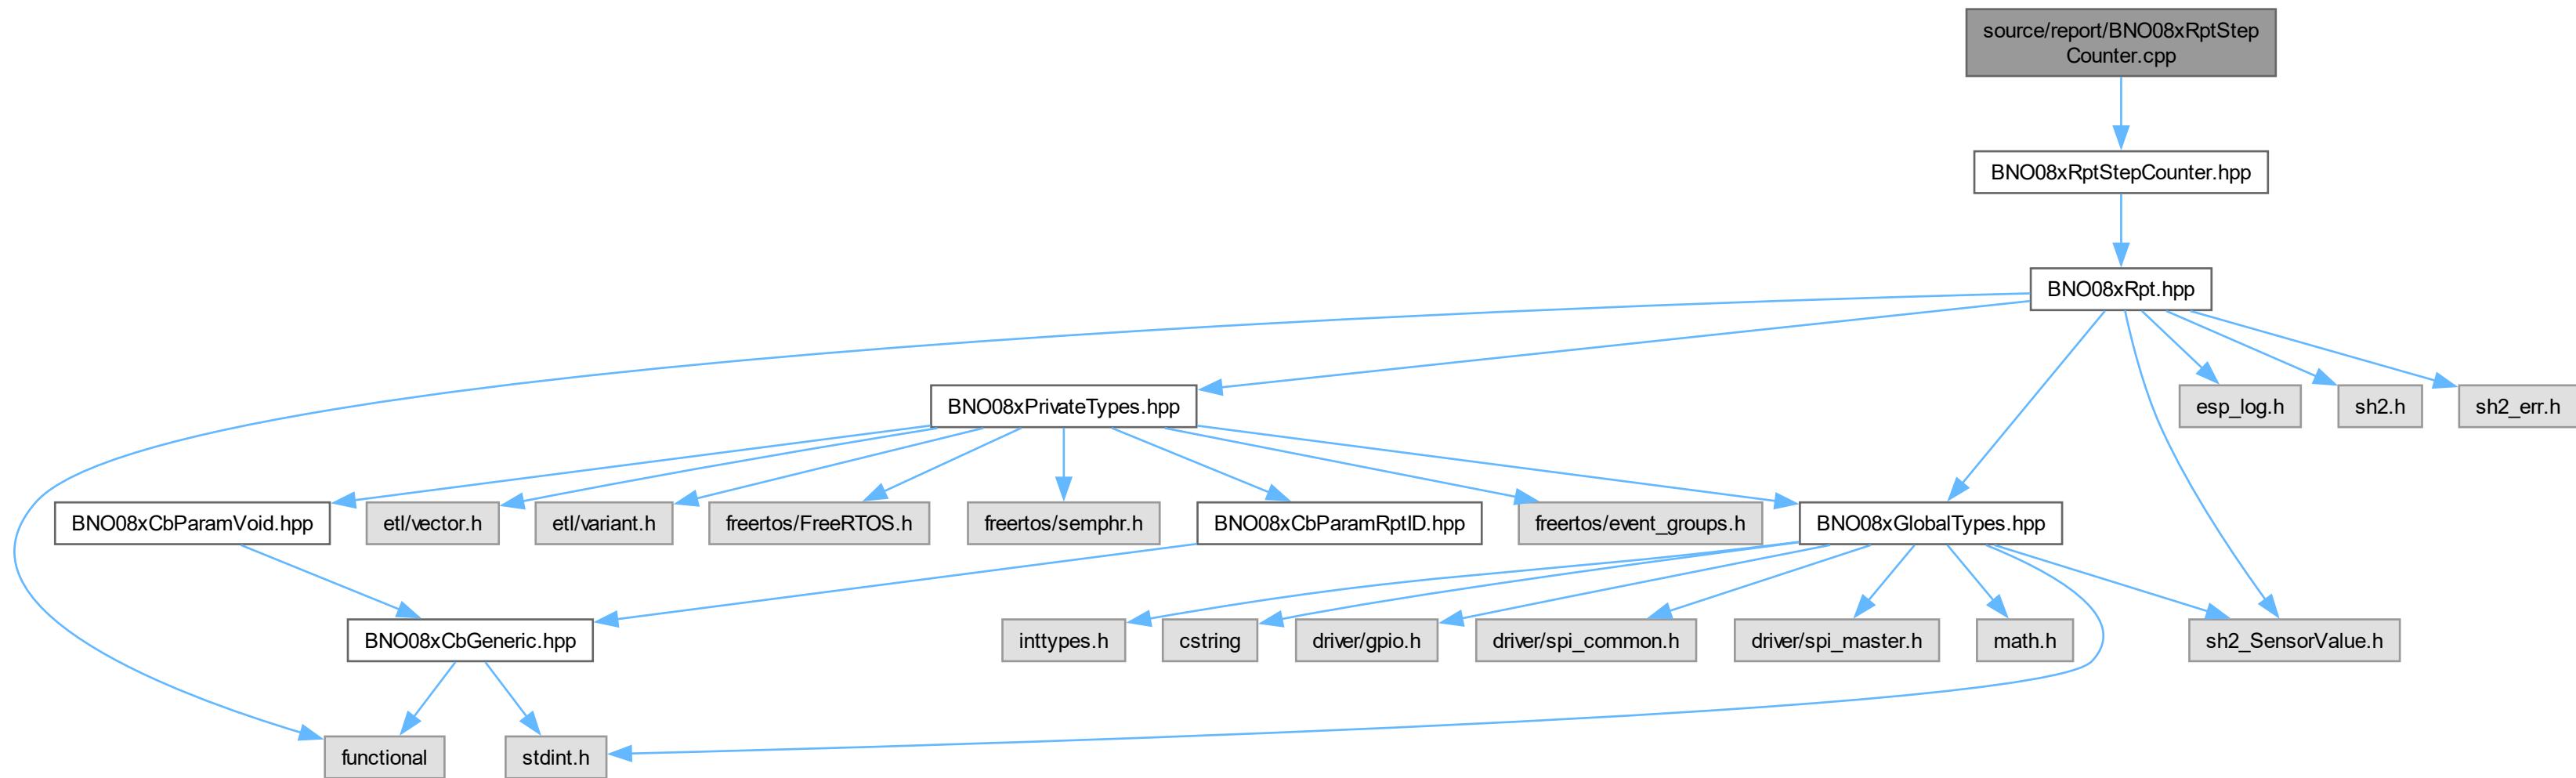 source/report/BNO08xRptStep
Counter.cpp
BNO08xRptStepCounter.hpp
BNO08xRpt.hpp
BNO08xPrivateTypes.hpp
esp_log.h
sh2.h
sh2_err.h
BNO08xCbParamVoid.hpp
etl/vector.h
etl/variant.h
freertos/FreeRTOS.h
freertos/semphr.h
BNO08xCbParamRptID.hpp
freertos/event_groups.h
BNO08xGlobalTypes.hpp
BNO08xCbGeneric.hpp
inttypes.h
cstring
driver/gpio.h
driver/spi_common.h
driver/spi_master.h
math.h
sh2_SensorValue.h
functional
stdint.h